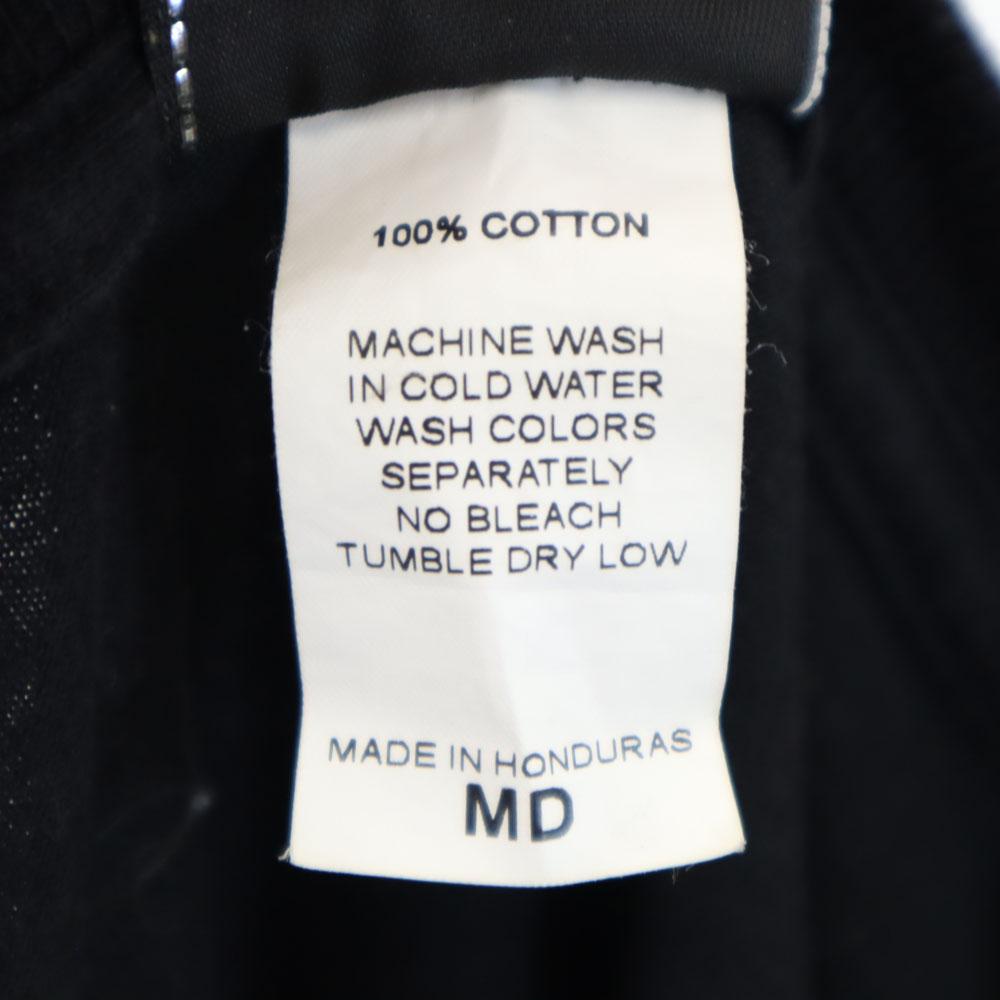 100% COTTON
MACHINE WASH
IN COLD WATER
WASH COLORS
SEPARATELY
NO BLEACH
TUMBLE DRY LOW
MADE IN HONDURAS
MD